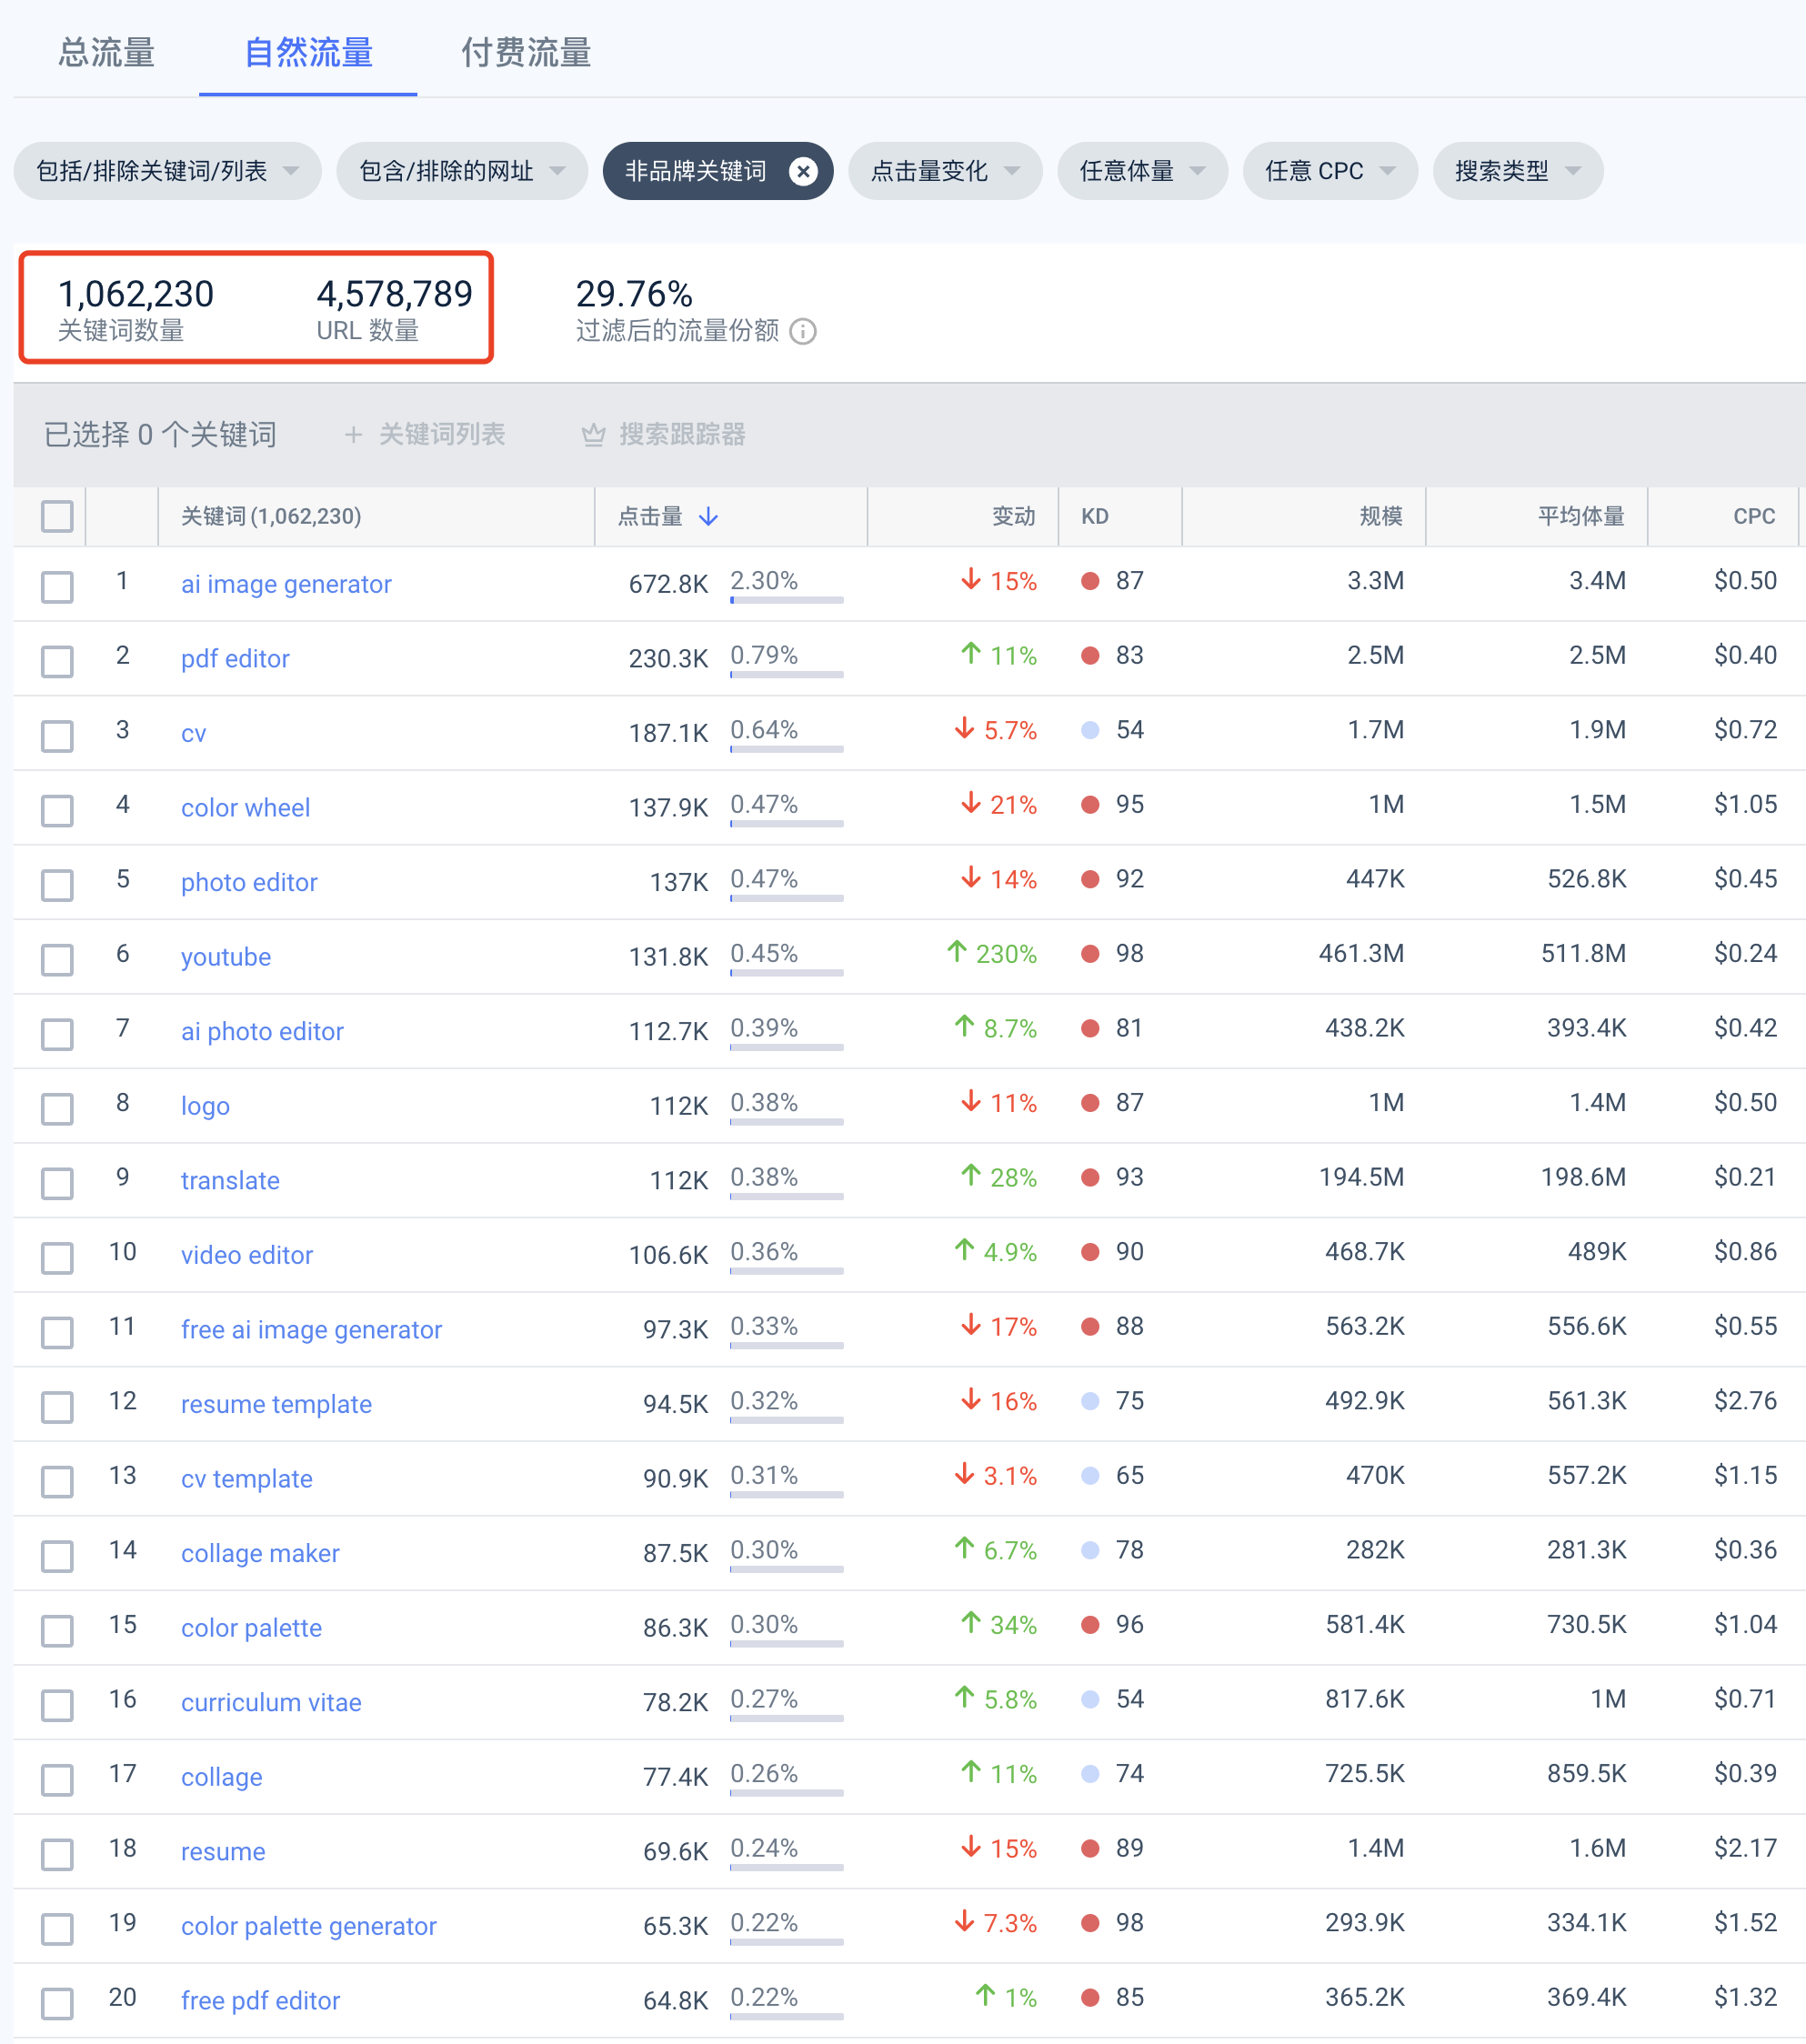 总流量 自然流量 付费流量
包括/排除关键词/列表 包含/排除的网址 非品牌关键词 点击量变化 任意体量 任意 CPC 搜索类型
1,062,230 4,578,789 29.76%
关键词数量 URL 数量 过滤后的流量份额
已选择 0 个关键词 + 关键词列表 搜索跟踪器
关键词 (1,062,230) 点击量 ↓ 变动 KD 规模 平均体量 CPC
1 ai image generator 672.8K 2.30% ↓ 15% 87 3.3M 3.4M $0.50
2 pdf editor 230.3K 0.79% ↑ 11% 83 2.5M 2.5M $0.40
3 cv 187.1K 0.64% ↓ 5.7% 54 1.7M 1.9M $0.72
4 color wheel 137.9K 0.47% ↓ 21% 95 1M 1.5M $1.05
5 photo editor 137K 0.47% ↓ 14% 92 447K 526.8K $0.45
6 youtube 131.8K 0.45% ↑ 230% 98 461.3M 511.8M $0.24
7 ai photo editor 112.7K 0.39% ↑ 8.7% 81 438.2K 393.4K $0.42
8 logo 112K 0.38% ↓ 11% 87 1M 1.4M $0.50
9 translate 112K 0.38% ↑ 28% 93 194.5M 198.6M $0.21
10 video editor 106.6K 0.36% ↑ 4.9% 90 468.7K 489K $0.86
11 free ai image generator 97.3K 0.33% ↓ 17% 88 563.2K 556.6K $0.55
12 resume template 94.5K 0.32% ↓ 16% 75 492.9K 561.3K $2.76
13 cv template 90.9K 0.31% ↓ 3.1% 65 470K 557.2K $1.15
14 collage maker 87.5K 0.30% ↑ 6.7% 78 282K 281.3K $0.36
15 color palette 86.3K 0.30% ↑ 34% 96 581.4K 730.5K $1.04
16 curriculum vitae 78.2K 0.27% ↑ 5.8% 54 817.6K 1M $0.71
17 collage 77.4K 0.26% ↑ 11% 74 725.5K 859.5K $0.39
18 resume 69.6K 0.24% ↓ 15% 89 1.4M 1.6M $2.17
19 color palette generator 65.3K 0.22% ↓ 7.3% 98 293.9K 334.1K $1.52
20 free pdf editor 64.8K 0.22% ↑ 1% 85 365.2K 369.4K $1.32